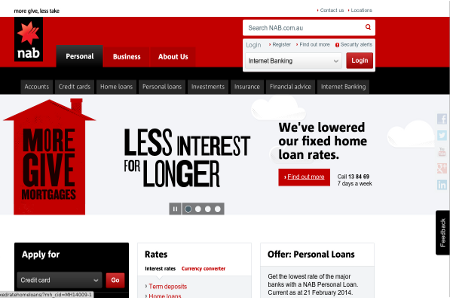 more give, less take
Contact us
Locations
nab
Personal
Business
About Us
Search NAB.com.au
Login
Register
Find out more
Security alerts
Internet Banking
Login
Accounts
Credit cards
Home loans
Personal loans
Investments
Insurance
Financial advice
Internet Banking
MORE
GIVE
MORTGAGES
LESS INTEREST
FOR LONGER
We've lowered
our fixed home
loan rates.
Find out more
Call 13 84 69
7 days a week
Feedback
Apply for
Credit card
Go
Rates
Interest rates
Currency converter
Term deposits
Home loans
Offer: Personal Loans
Get the lowest rate of the major
banks with a NAB Personal Loan.
Current as at 21 February 2014.